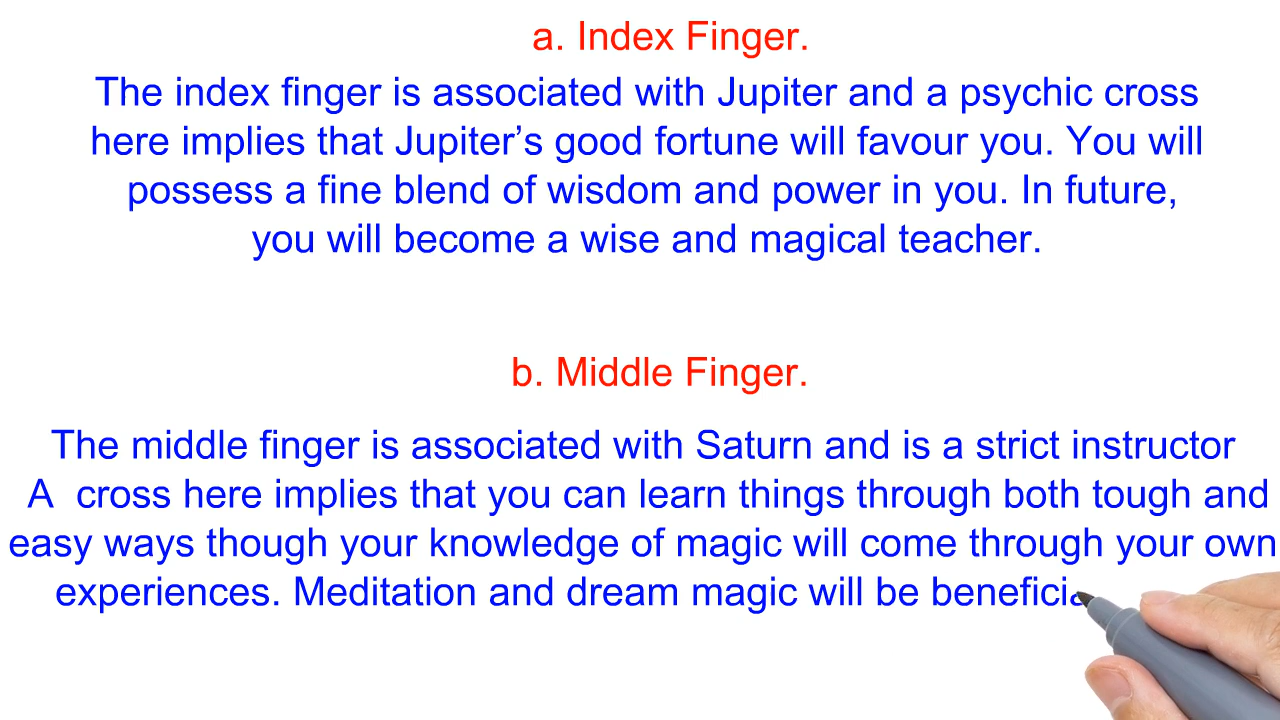 a. Index Finger.
The index finger is associated with Jupiter and a psychic cross
here implies that Jupiter’s good fortune will favour you. You will
possess a fine blend of wisdom and power in you. In future,
you will become a wise and magical teacher.
b. Middle Finger.
The middle finger is associated with Saturn and is a strict instructor
A  cross here implies that you can learn things through both tough and
easy ways though your knowledge of magic will come through your own
experiences. Meditation and dream magic will be